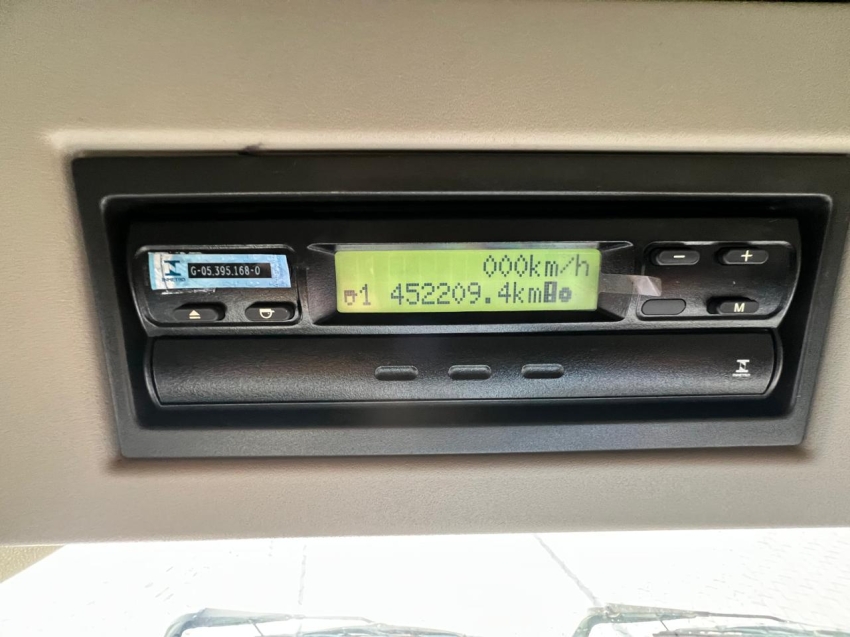 G-05.395.168-0
000km/h
1 452209.4km
- +
M